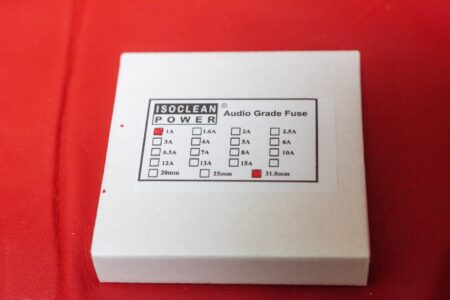 ISOCLEAN ® Audio Grade Fuse
POWER
1A 1.6A 2A 2.5A
3A 4A 5A 6A
6.3A 7A 8A 10A
12A 13A 15A
20mm 25mm 31.8mm